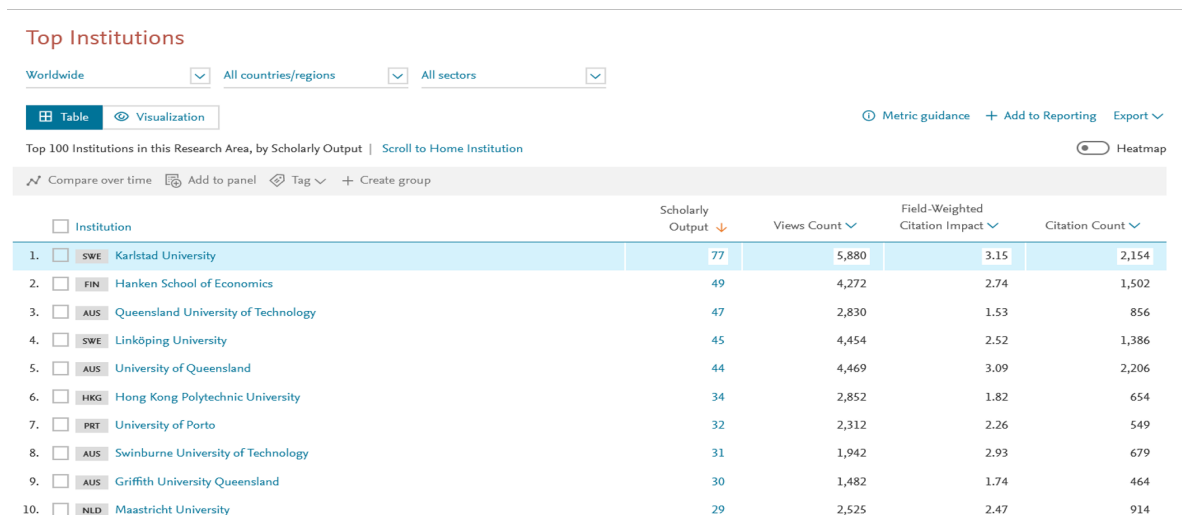 Top Institutions
Worldwide All countries/regions All sectors
Table Visualization Metric guidance + Add to Reporting Export
Top 100 Institutions in this Research Area, by Scholarly Output | Scroll to Home Institution Heatmap
Compare over time Add to panel Tag + Create group
Institution Scholarly Output Views Count Field-Weighted Citation Impact Citation Count
1. SWE Karlstad University 77 5,880 3.15 2,154
2. FIN Hanken School of Economics 49 4,272 2.74 1,502
3. AUS Queensland University of Technology 47 2,830 1.53 856
4. SWE Linköping University 45 4,454 2.52 1,386
5. AUS University of Queensland 44 4,469 3.09 2,206
6. HKG Hong Kong Polytechnic University 34 2,852 1.82 654
7. PRT University of Porto 32 2,312 2.26 549
8. AUS Swinburne University of Technology 31 1,942 2.93 679
9. AUS Griffith University Queensland 30 1,482 1.74 464
10. NLD Maastricht University 29 2,525 2.47 914